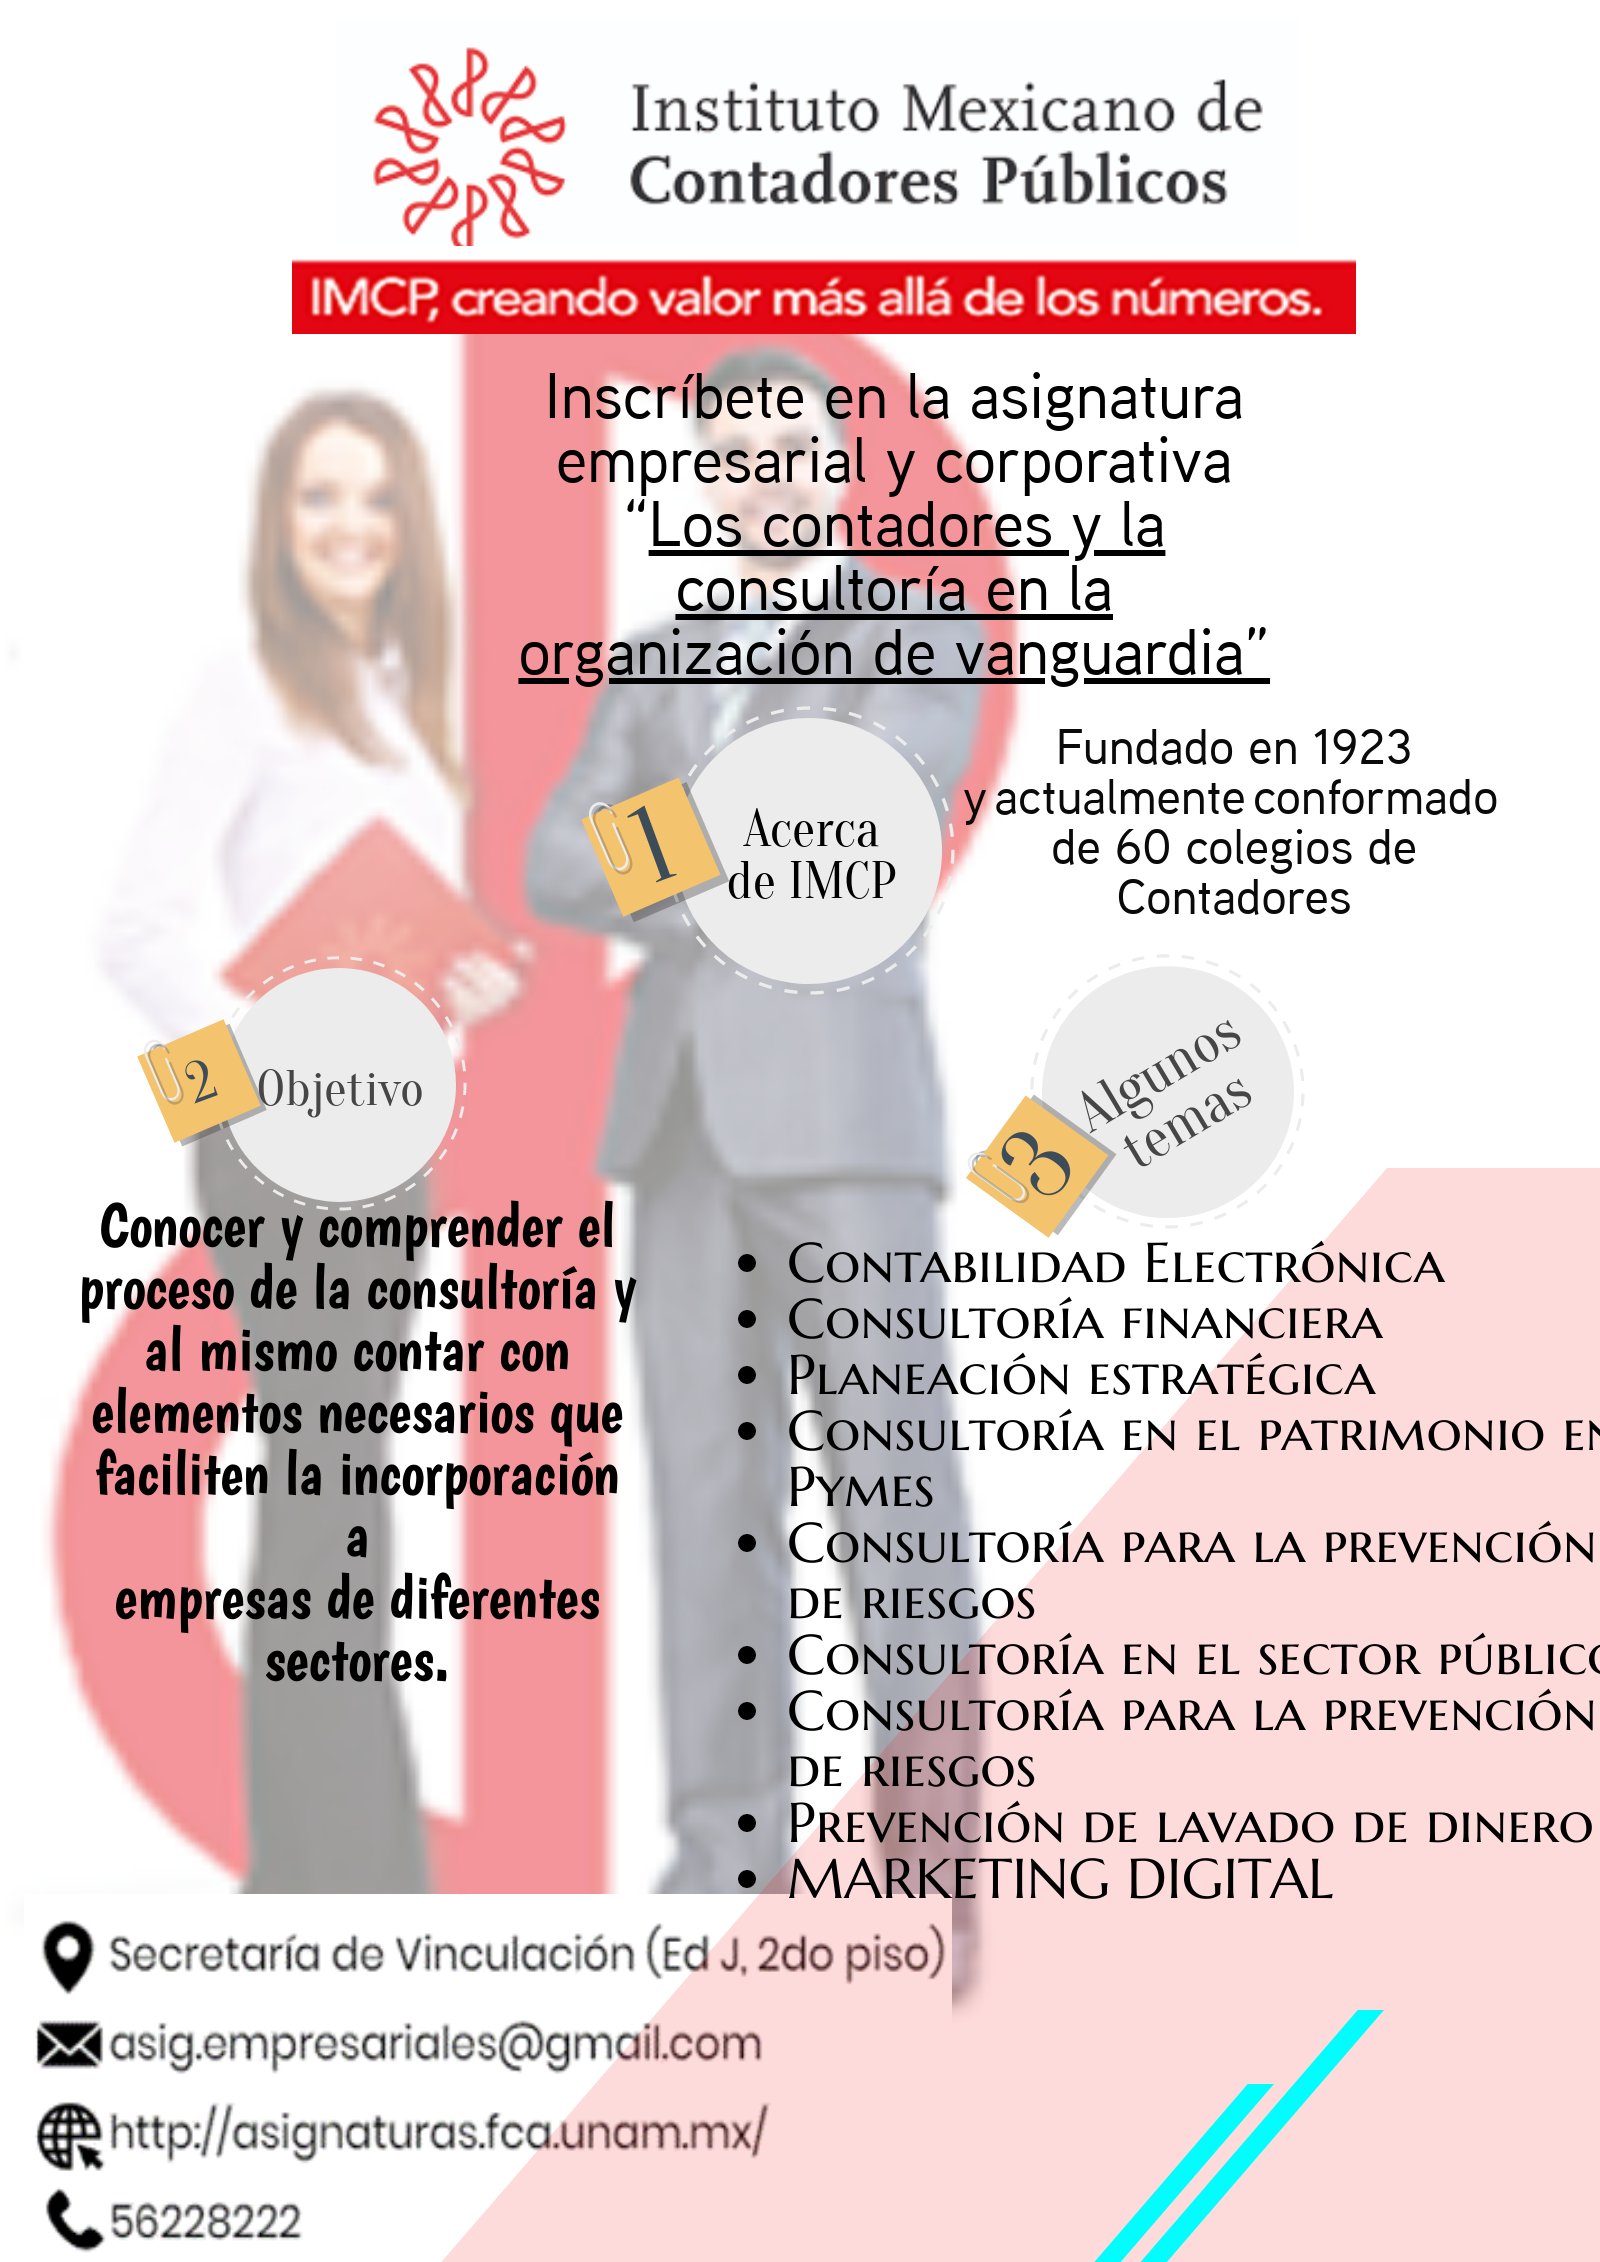 Instituto Mexicano de
Contadores Públicos
IMCP, creando valor más allá de los números.
Inscríbete en la asignatura
empresarial y corporativa
“Los contadores y la
consultoría en la
organización de vanguardia”
1
Acerca
de IMCP
Fundado en 1923
y actualmente conformado
de 60 colegios de
Contadores
2
Objetivo
Conocer y comprender el
proceso de la consultoría y
al mismo contar con
elementos necesarios que
faciliten la incorporación
a
empresas de diferentes
sectores.
3
Algunos
temas
• Contabilidad Electrónica
• Consultoría financiera
• Planeación estratégica
• Consultoría en el patrimonio en
Pymes
• Consultoría para la prevención
de riesgos
• Consultoría en el sector público
• Consultoría para la prevención
de riesgos
• Prevención de lavado de dinero
• MARKETING DIGITAL
Secretaría de Vinculación (Ed J, 2do piso)
asig.empresariales@gmail.com
http://asignaturas.fca.unam.mx/
56228222